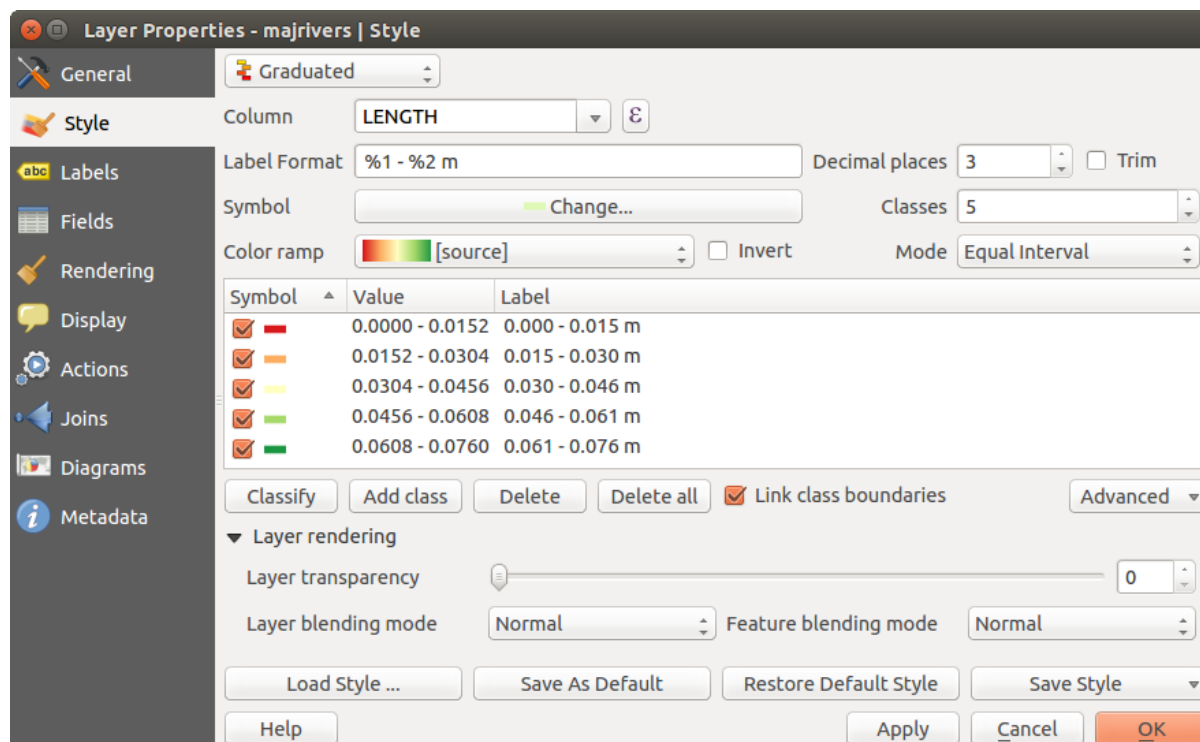 Layer Properties - majrivers | Style
General
Style
abc Labels
Fields
Rendering
Display
Actions
Joins
Diagrams
i Metadata
Graduated
Column LENGTH ε
Label Format %1 - %2 m Decimal places 3 Trim
Symbol Change... Classes 5
Color ramp [source] Invert Mode Equal Interval
Symbol Value Label
0.0000 - 0.0152 0.000 - 0.015 m
0.0152 - 0.0304 0.015 - 0.030 m
0.0304 - 0.0456 0.030 - 0.046 m
0.0456 - 0.0608 0.046 - 0.061 m
0.0608 - 0.0760 0.061 - 0.076 m
Classify Add class Delete Delete all Link class boundaries Advanced
Layer rendering
Layer transparency 0
Layer blending mode Normal Feature blending mode Normal
Load Style ... Save As Default Restore Default Style Save Style
Help Apply Cancel OK